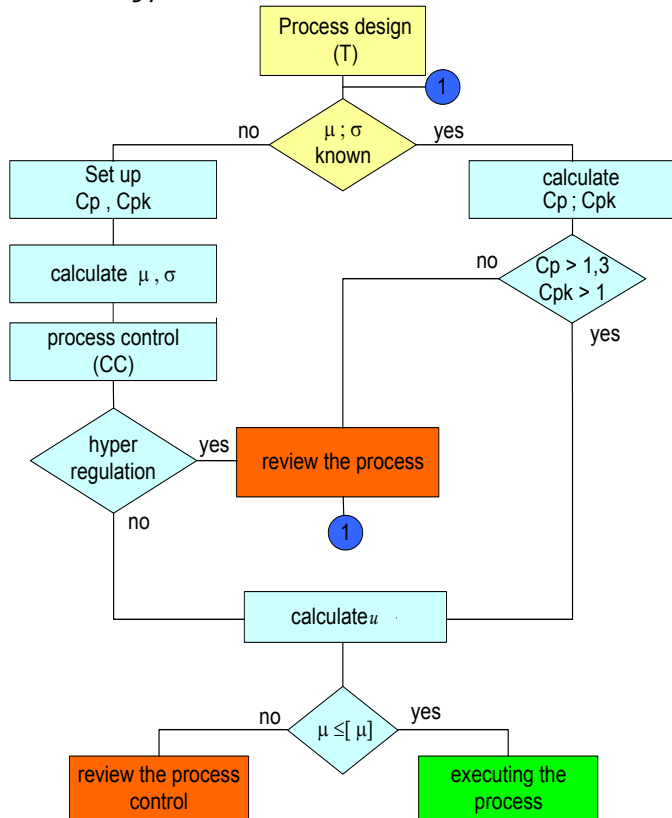 Process design
(T)
1
no
μ ; σ
known
yes
Set up
Cp , Cpk
calculate
Cp ; Cpk
calculate μ , σ
no
Cp > 1,3
Cpk > 1
yes
process control
(CC)
hyper
regulation
yes
review the process
no
1
calculate u
no
μ ≤[ μ]
yes
review the process
control
executing the
process